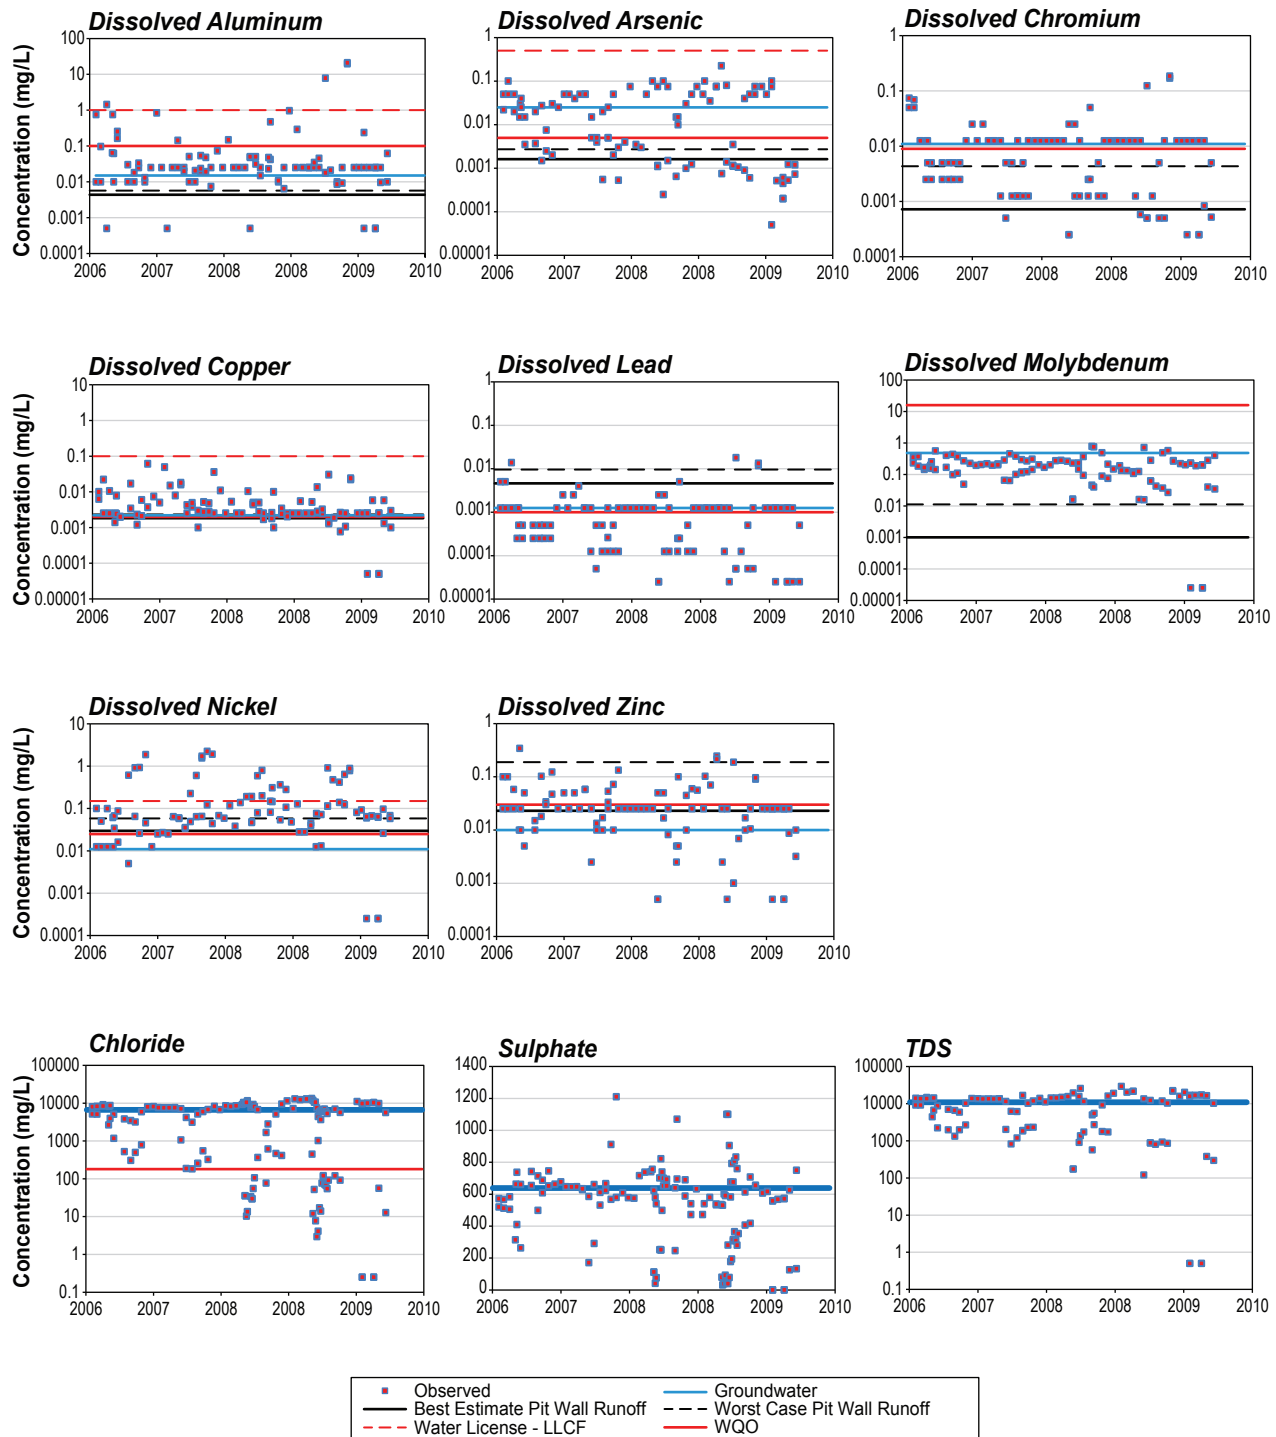 Dissolved Aluminum
Dissolved Arsenic
Dissolved Chromium
Concentration (mg/L)
100
10
1
0.1
0.01
0.001
0.0001
2006 2007 2008 2008 2009 2010
1
0.1
0.01
0.001
0.0001
0.00001
2006 2007 2008 2008 2009 2010
1
0.1
0.01
0.001
0.0001
2006 2007 2008 2008 2009 2010
Dissolved Copper
Dissolved Lead
Dissolved Molybdenum
Concentration (mg/L)
10
1
0.1
0.01
0.001
0.0001
0.00001
2006 2007 2008 2008 2009 2010
1
0.1
0.01
0.001
0.0001
0.00001
2006 2007 2008 2008 2009 2010
100
10
1
0.1
0.01
0.001
0.0001
0.00001
2006 2007 2008 2008 2009 2010
Dissolved Nickel
Dissolved Zinc
Concentration (mg/L)
10
1
0.1
0.01
0.001
0.0001
2006 2007 2008 2008 2009 2010
1
0.1
0.01
0.001
0.0001
2006 2007 2008 2008 2009 2010
Chloride
Sulphate
TDS
Concentration (mg/L)
100000
10000
1000
100
10
1
0.1
2006 2007 2008 2008 2009 2010
1400
1200
1000
800
600
400
200
0
2006 2007 2008 2008 2009 2010
100000
10000
1000
100
10
1
0.1
2006 2007 2008 2008 2009 2010
Observed
Groundwater
Best Estimate Pit Wall Runoff
Worst Case Pit Wall Runoff
Water License - LLCF
WQO